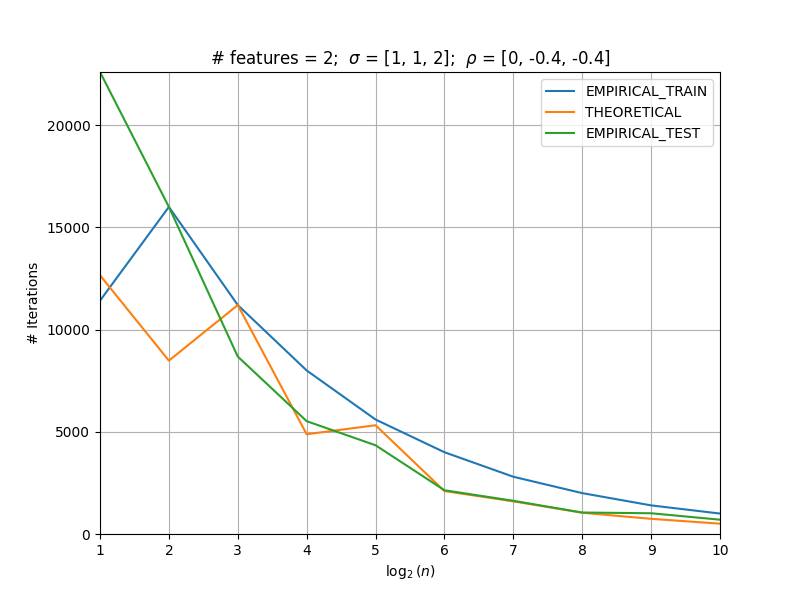 # features = 2; σ = [1, 1, 2]; ρ = [0, -0.4, -0.4]
EMPIRICAL_TRAIN
THEORETICAL
EMPIRICAL_TEST
20000
15000
10000
5000
0
# Iterations
1 2 3 4 5 6 7 8 9 10
log₂(n)